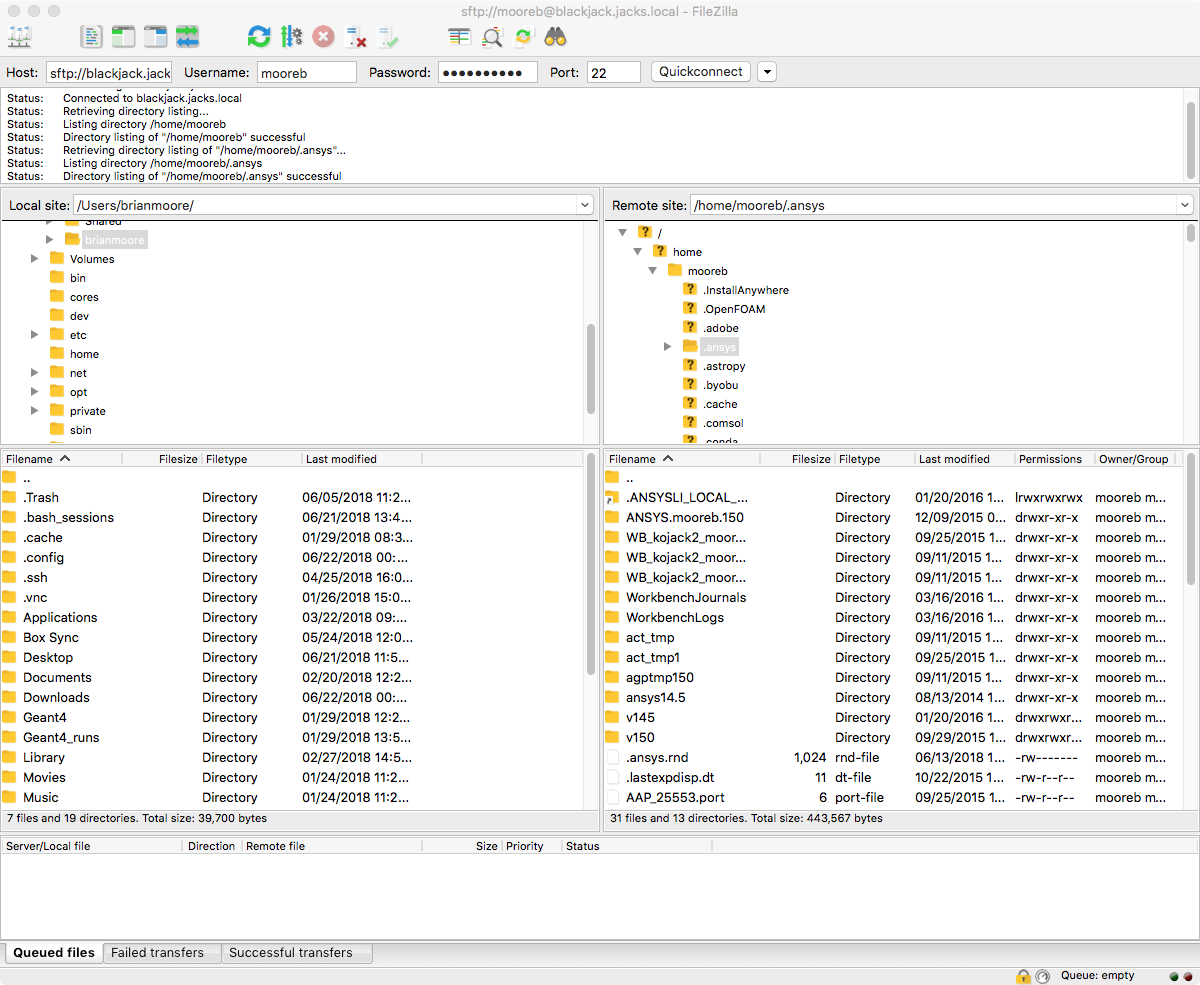 sftp://mooreb@blackjack.jacks.local - FileZilla
Host: sftp://blackjack.jack Username: mooreb Password: ●●●●●●●●●● Port: 22 Quickconnect
Status: Connected to blackjack.jacks.local
Status: Retrieving directory listing...
Status: Listing directory /home/mooreb
Status: Directory listing of "/home/mooreb" successful
Status: Retrieving directory listing of "/home/mooreb/.ansys"...
Status: Listing directory /home/mooreb/.ansys
Status: Directory listing of "/home/mooreb/.ansys" successful
Local site: /Users/brianmoore/
Shared
brianmoore
Volumes
bin
cores
dev
etc
home
net
opt
private
sbin
Remote site: /home/mooreb/.ansys
/
home
mooreb
.InstallAnywhere
.OpenFOAM
.adobe
.ansys
.astropy
.byobu
.cache
.comsol
.conda
Filename Filesize Filetype Last modified
..
.Trash Directory 06/05/2018 11:2...
.bash_sessions Directory 06/21/2018 13:4...
.cache Directory 01/29/2018 08:3...
.config Directory 06/22/2018 00:...
.ssh Directory 04/25/2018 16:0...
.vnc Directory 01/26/2018 15:0...
Applications Directory 03/22/2018 09:...
Box Sync Directory 05/24/2018 12:0...
Desktop Directory 06/21/2018 11:5...
Documents Directory 02/20/2018 12:2...
Downloads Directory 06/22/2018 00:...
Geant4 Directory 01/29/2018 12:2...
Geant4_runs Directory 01/29/2018 13:5...
Library Directory 02/27/2018 14:5...
Movies Directory 01/24/2018 11:2...
Music Directory 01/24/2018 11:2...
7 files and 19 directories. Total size: 39,700 bytes
Filename Filesize Filetype Last modified Permissions Owner/Group
..
.ANSYSLI_LOCAL_... Directory 01/20/2016 1... lrwxrwxrwx mooreb m...
ANSYS.mooreb.150 Directory 12/09/2015 0... drwxr-xr-x mooreb m...
WB_kojack2_moor... Directory 09/25/2015 1... drwxr-xr-x mooreb m...
WB_kojack2_moor... Directory 09/11/2015 1... drwxr-xr-x mooreb m...
WB_kojack2_moor... Directory 09/11/2015 1... drwxr-xr-x mooreb m...
WorkbenchJournals Directory 03/16/2016 1... drwxr-xr-x mooreb m...
WorkbenchLogs Directory 03/16/2016 1... drwxr-xr-x mooreb m...
act_tmp Directory 09/11/2015 1... drwxr-xr-x mooreb m...
act_tmp1 Directory 09/25/2015 1... drwxr-xr-x mooreb m...
agptmp150 Directory 09/11/2015 1... drwxr-xr-x mooreb m...
ansys14.5 Directory 08/13/2014 1... drwxr-xr-x mooreb m...
v145 Directory 01/20/2016 1... drwxrwxr... mooreb m...
v150 Directory 09/29/2015 1... drwxrwxr... mooreb m...
.ansys.rnd 1,024 rnd-file 06/13/2018 1... -rw------- mooreb m...
.lastexpdisp.dt 11 dt-file 10/22/2015 1... -rw-r--r-- mooreb m...
AAP_25553.port 6 port-file 09/25/2015 1... -rw-r--r-- mooreb m...
31 files and 13 directories. Total size: 443,567 bytes
Server/Local file Direction Remote file Size Priority Status
Queued files Failed transfers Successful transfers
Queue: empty